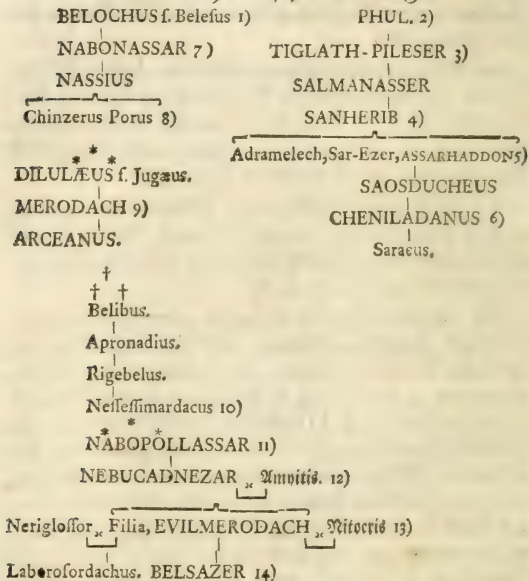 BELOCHUS ſ. Beleſus 1)
NABONASSAR 7)
NASSIUS
Chinzerus Porus 8)
* * *
DILULÆUS ſ. Jugæus.
MERODACH 9)
ARCEANUS.
PHUL. 2)
TIGLATH-PILESER 3)
SALMANASSER
SANHERIB 4)
Adramelech, Sar-Ezer, ASSARHADDON 5)
SAOSDUCHEUS
CHENILADANUS 6)
Saracus.
† † †
Belibus.
Apronadius.
Rigebelus.
Neſſeſſimardacus 10)
* * *
NABOPOLLASSAR 11)
NEBUCADNEZAR ⁁ Amvitis. 12)
Nerigloſſor ⁁ Filia, EVILMERODACH ⁁ Nitocris 13)
Laboroſordachus. BELSAZER 14)